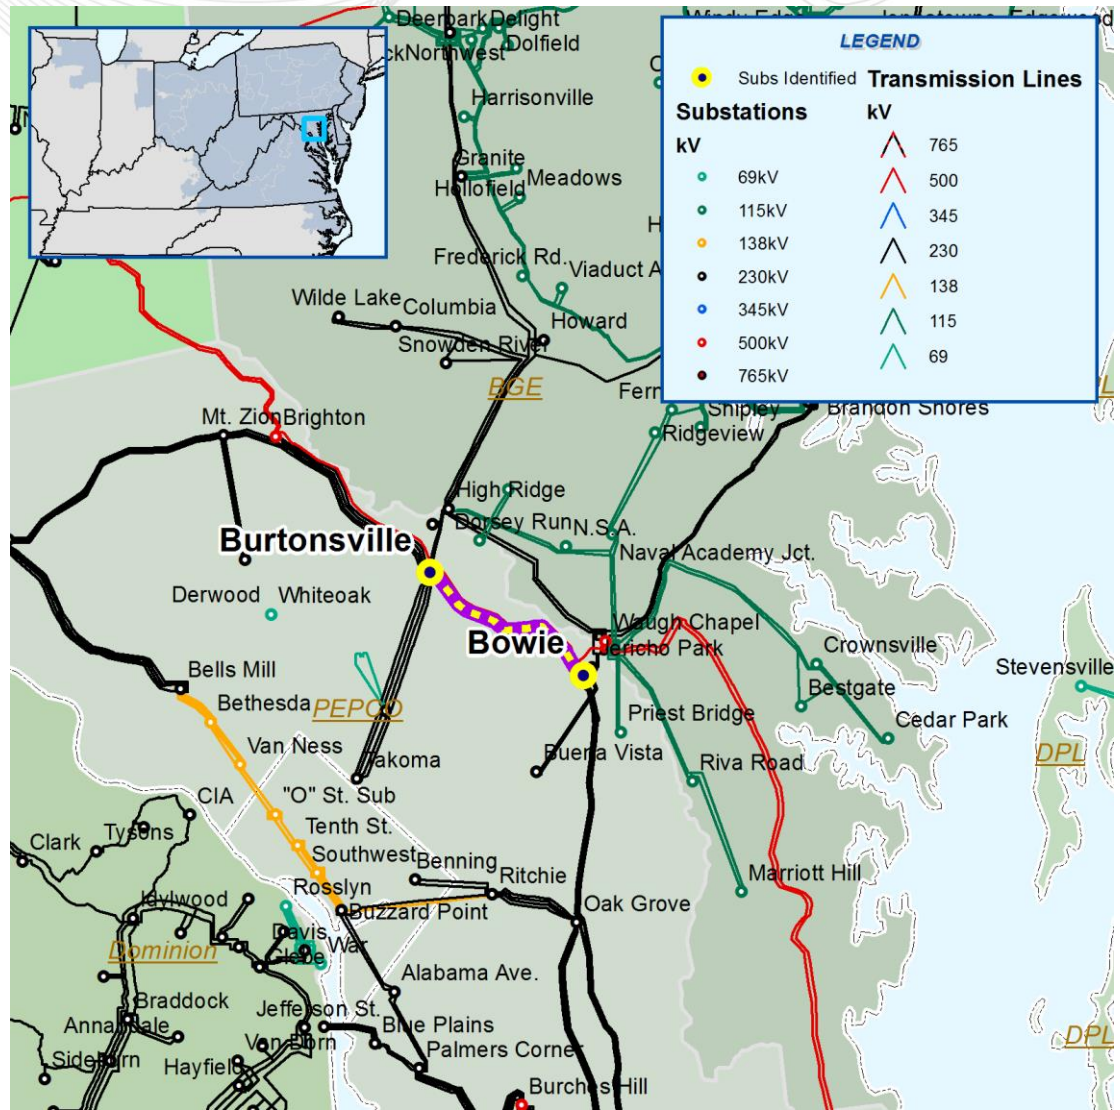 Deerpark Delight
Northwest
Dolfield
Harrisonville
Granite
Meadows
Hollofield
Frederick Rd.
Viaduct A
Wilde Lake
Columbia
Howard
Snowden River
BGE
Fern
Shipley
Brandon Shores
Ridgeview
Mt. Zion
Brighton
High Ridge
Dorsey Run
N.S.A.
Burtonsville
Naval Academy Jct.
Derwood
Whiteoak
Waugh Chapel
Bowie
Jericho Park
Crownsville
Stevensville
Bells Mill
Bestgate
Bethesda
PEPCO
Priest Bridge
Cedar Park
Van Ness
Buena Vista
DPL
Takoma
Riva Road
CIA
"O" St. Sub
Clark
Tysons
Tenth St.
Southwest
Benning
Ritchie
Marriott Hill
Rosslyn
Idylwood
Buzzard Point
Oak Grove
Davis
War
Dominion
Glebe
Alabama Ave.
Braddock
Jefferson St.
Annandale
Blue Plains
Van Dorn
DPL
Sideburn
Hayfield
Palmers Corner
Burches Hill
LEGEND
Subs Identified
Substations
kV
69kV
115kV
138kV
230kV
345kV
500kV
765kV
Transmission Lines
kV
765
500
345
230
138
115
69